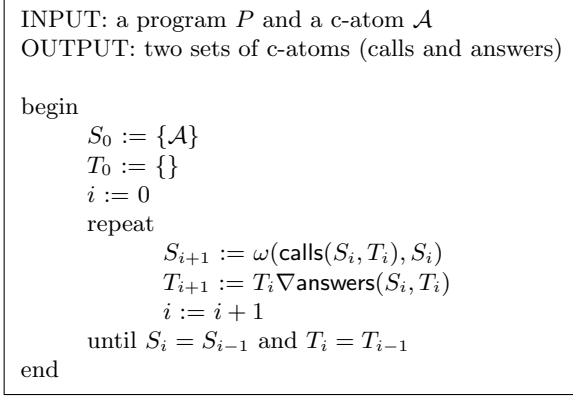 INPUT: a program P and a c-atom 𝒜
OUTPUT: two sets of c-atoms (calls and answers)
begin
S₀ := {𝒜}
T₀ := {}
i := 0
repeat
Sᵢ₊₁ := ω(calls(Sᵢ, Tᵢ), Sᵢ)
Tᵢ₊₁ := Tᵢ∇answers(Sᵢ, Tᵢ)
i := i + 1
until Sᵢ = Sᵢ₋₁ and Tᵢ = Tᵢ₋₁
end